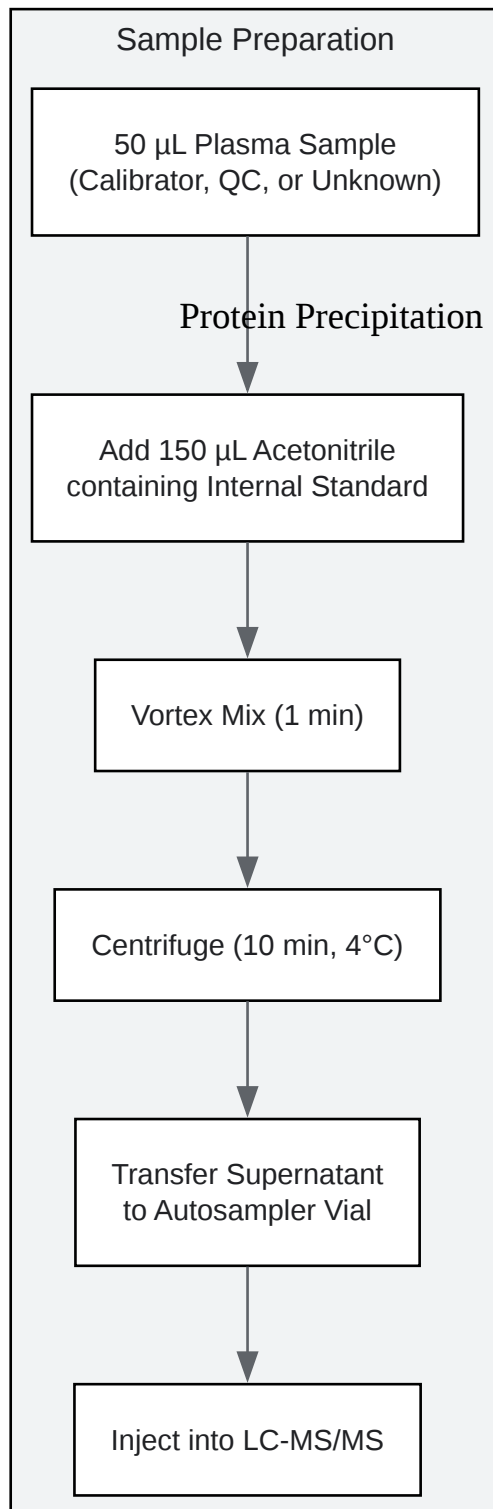 Sample Preparation
50 µL Plasma Sample
(Calibrator, QC, or Unknown)
Protein Precipitation
Add 150 µL Acetonitrile
containing Internal Standard
Vortex Mix (1 min)
Centrifuge (10 min, 4°C)
Transfer Supernatant
to Autosampler Vial
Inject into LC-MS/MS